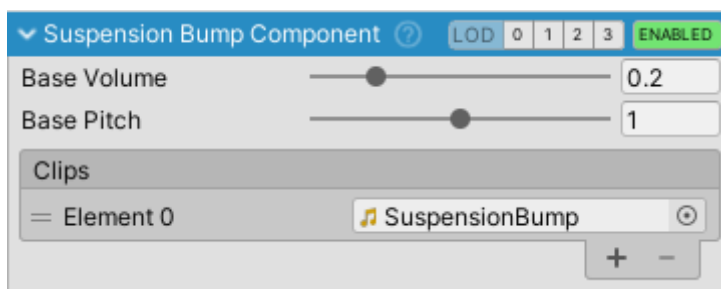 Suspension Bump Component ? LOD 0 1 2 3 ENABLED
Base Volume 0.2
Base Pitch 1
Clips
= Element 0 SuspensionBump
+ −